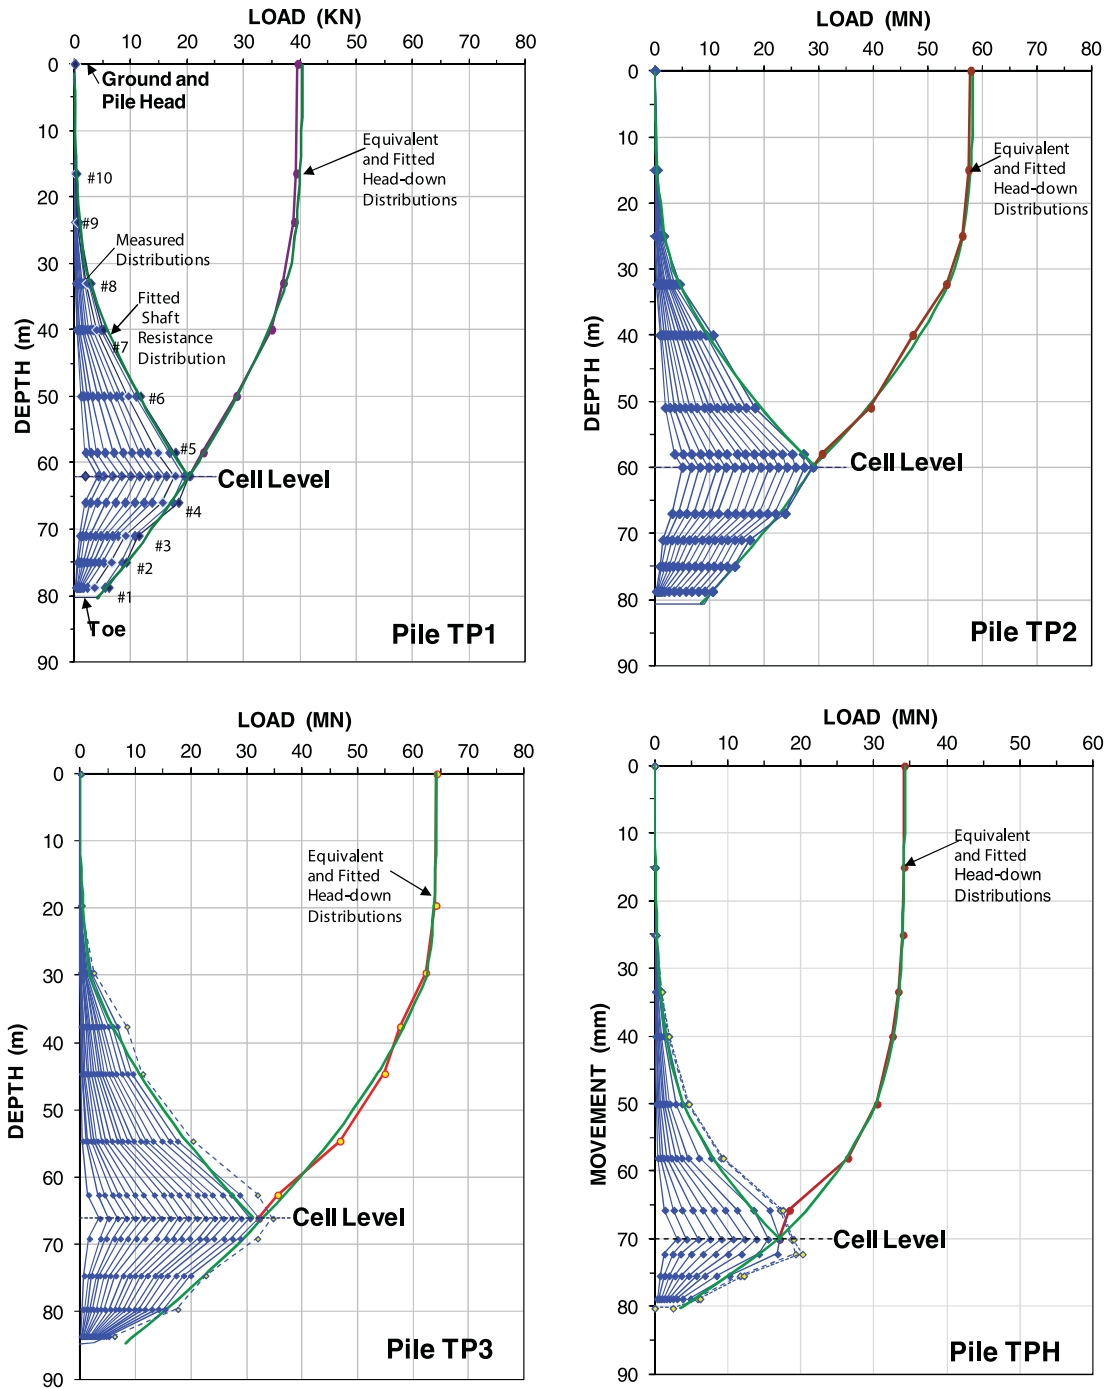 LOAD (KN)
0 10 20 30 40 50 60 70 80
0
10
20
30
40
50
60
70
80
90
DEPTH (m)
Ground and
Pile Head
#10
#9
Measured
Distributions
#8
Fitted
Shaft
Resistance
Distribution
#7
#6
#5
Cell Level
#4
#3
#2
#1
Toe
Equivalent
and Fitted
Head-down
Distributions
Pile TP1
LOAD (MN)
0 10 20 30 40 50 60 70 80
0
10
20
30
40
50
60
70
80
90
DEPTH (m)
Equivalent
and Fitted
Head-down
Distributions
Cell Level
Pile TP2
LOAD (MN)
0 10 20 30 40 50 60 70 80
0
10
20
30
40
50
60
70
80
90
DEPTH (m)
Equivalent
and Fitted
Head-down
Distributions
Cell Level
Pile TP3
LOAD (MN)
0 10 20 30 40 50 60
0
10
20
30
40
50
60
70
80
90
MOVEMENT (mm)
Equivalent
and Fitted
Head-down
Distributions
Cell Level
Pile TPH